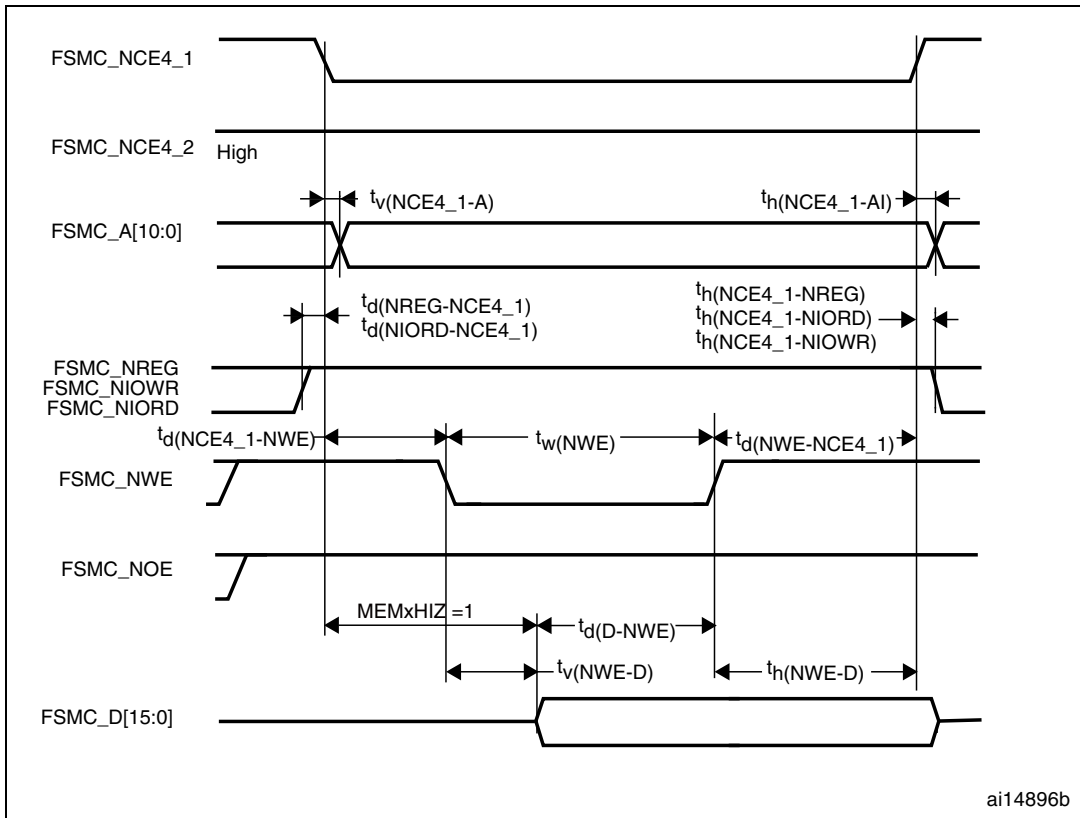 FSMC_NCE4_1
FSMC_NCE4_2
High
tv(NCE4_1-A)
th(NCE4_1-AI)
FSMC_A[10:0]
td(NREG-NCE4_1)
td(NIORD-NCE4_1)
th(NCE4_1-NREG)
th(NCE4_1-NIORD)
th(NCE4_1-NIOWR)
FSMC_NREG
FSMC_NIOWR
FSMC_NIORD
td(NCE4_1-NWE)
tw(NWE)
td(NWE-NCE4_1)
FSMC_NWE
FSMC_NOE
MEMxHIZ =1
td(D-NWE)
tv(NWE-D)
th(NWE-D)
FSMC_D[15:0]
ai14896b